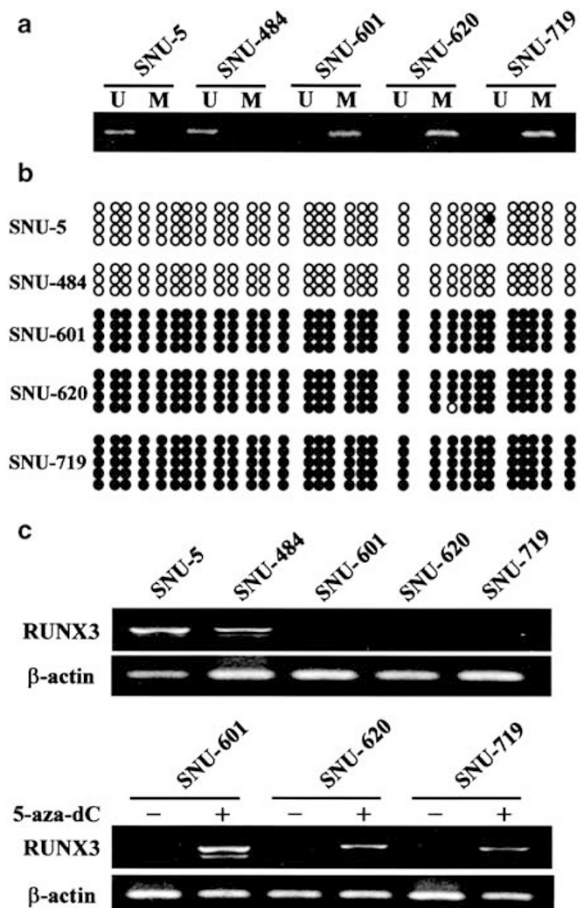 a
SNU-5 SNU-484 SNU-601 SNU-620 SNU-719
U M U M U M U M U M
b
SNU-5
SNU-484
SNU-601
SNU-620
SNU-719
c
SNU-5 SNU-484 SNU-601 SNU-620 SNU-719
RUNX3
β-actin
SNU-601 SNU-620 SNU-719
5-aza-dC − + − + − +
RUNX3
β-actin